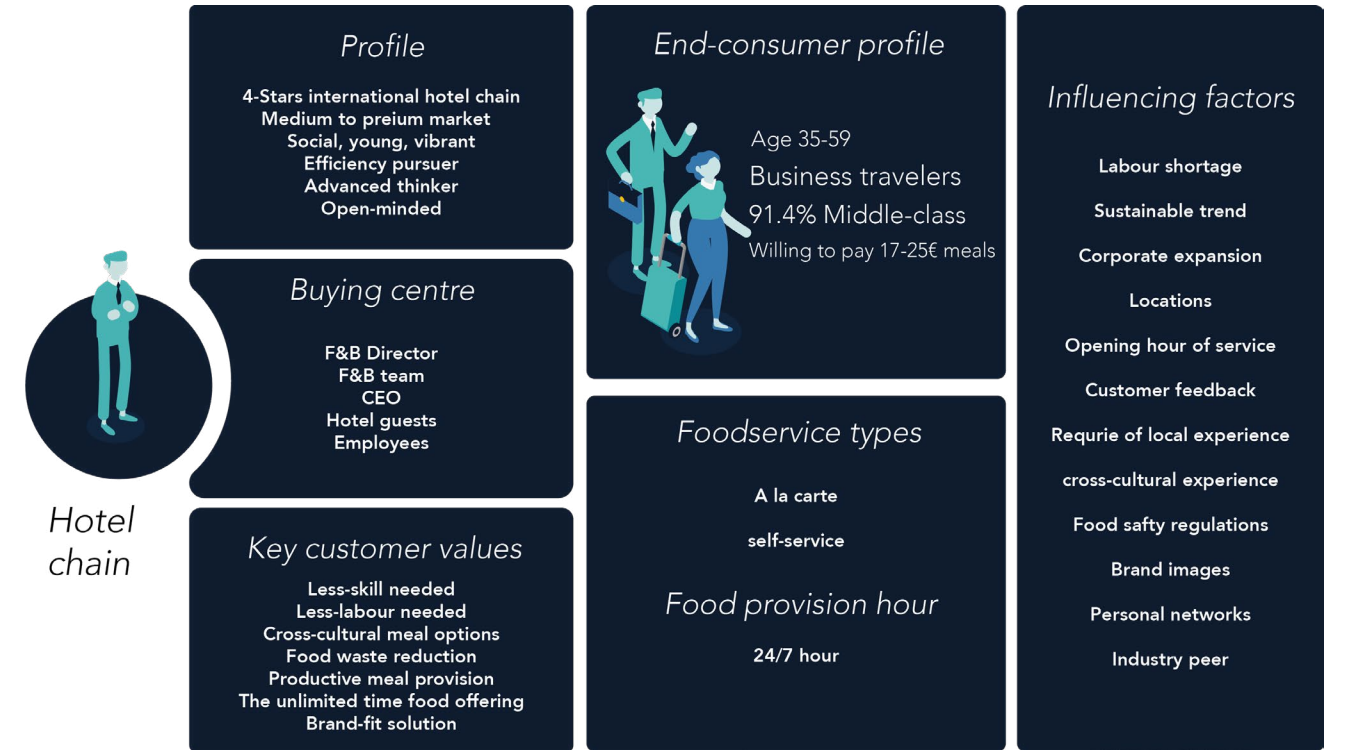 Hotel
chain
Profile
4-Stars international hotel chain
Medium to preium market
Social, young, vibrant
Efficiency pursuer
Advanced thinker
Open-minded
Buying centre
F&B Director
F&B team
CEO
Hotel guests
Employees
Key customer values
Less-skill needed
Less-labour needed
Cross-cultural meal options
Food waste reduction
Productive meal provision
The unlimited time food offering
Brand-fit solution
End-consumer profile
Age 35-59
Business travelers
91.4% Middle-class
Willing to pay 17-25€ meals
Foodservice types
A la carte
self-service
Food provision hour
24/7 hour
Influencing factors
Labour shortage
Sustainable trend
Corporate expansion
Locations
Opening hour of service
Customer feedback
Requrie of local experience
cross-cultural experience
Food safty regulations
Brand images
Personal networks
Industry peer